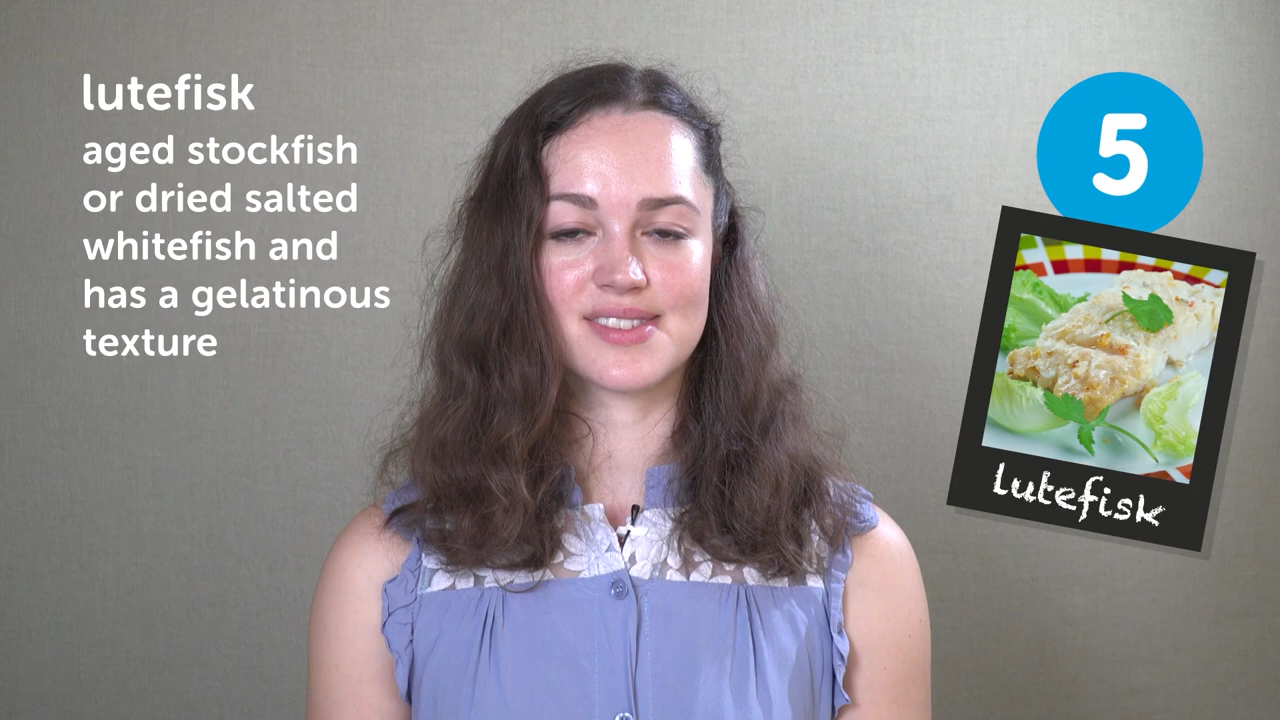 lutefisk
aged stockfish
or dried salted
whitefish and
has a gelatinous
texture
5
lutefisk